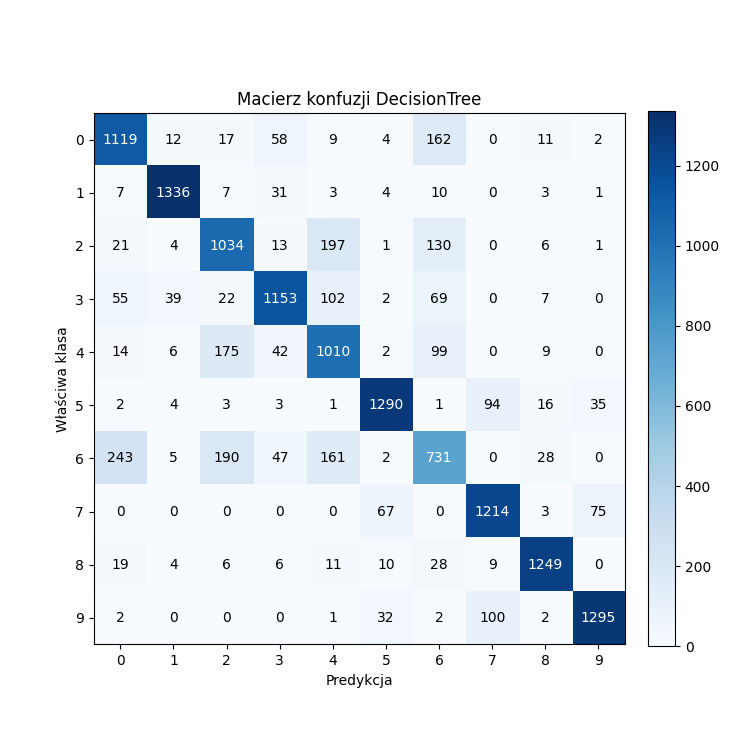 Macierz konfuzji DecisionTree
0 1119 12 17 58 9 4 162 0 11 2
1 7 1336 7 31 3 4 10 0 3 1
2 21 4 1034 13 197 1 130 0 6 1
3 55 39 22 1153 102 2 69 0 7 0
4 14 6 175 42 1010 2 99 0 9 0
5 2 4 3 3 1 1290 1 94 16 35
6 243 5 190 47 161 2 731 0 28 0
7 0 0 0 0 0 67 0 1214 3 75
8 19 4 6 6 11 10 28 9 1249 0
9 2 0 0 0 1 32 2 100 2 1295
0 1 2 3 4 5 6 7 8 9
Predykcja
Właściwa klasa
1200
1000
800
600
400
200
0